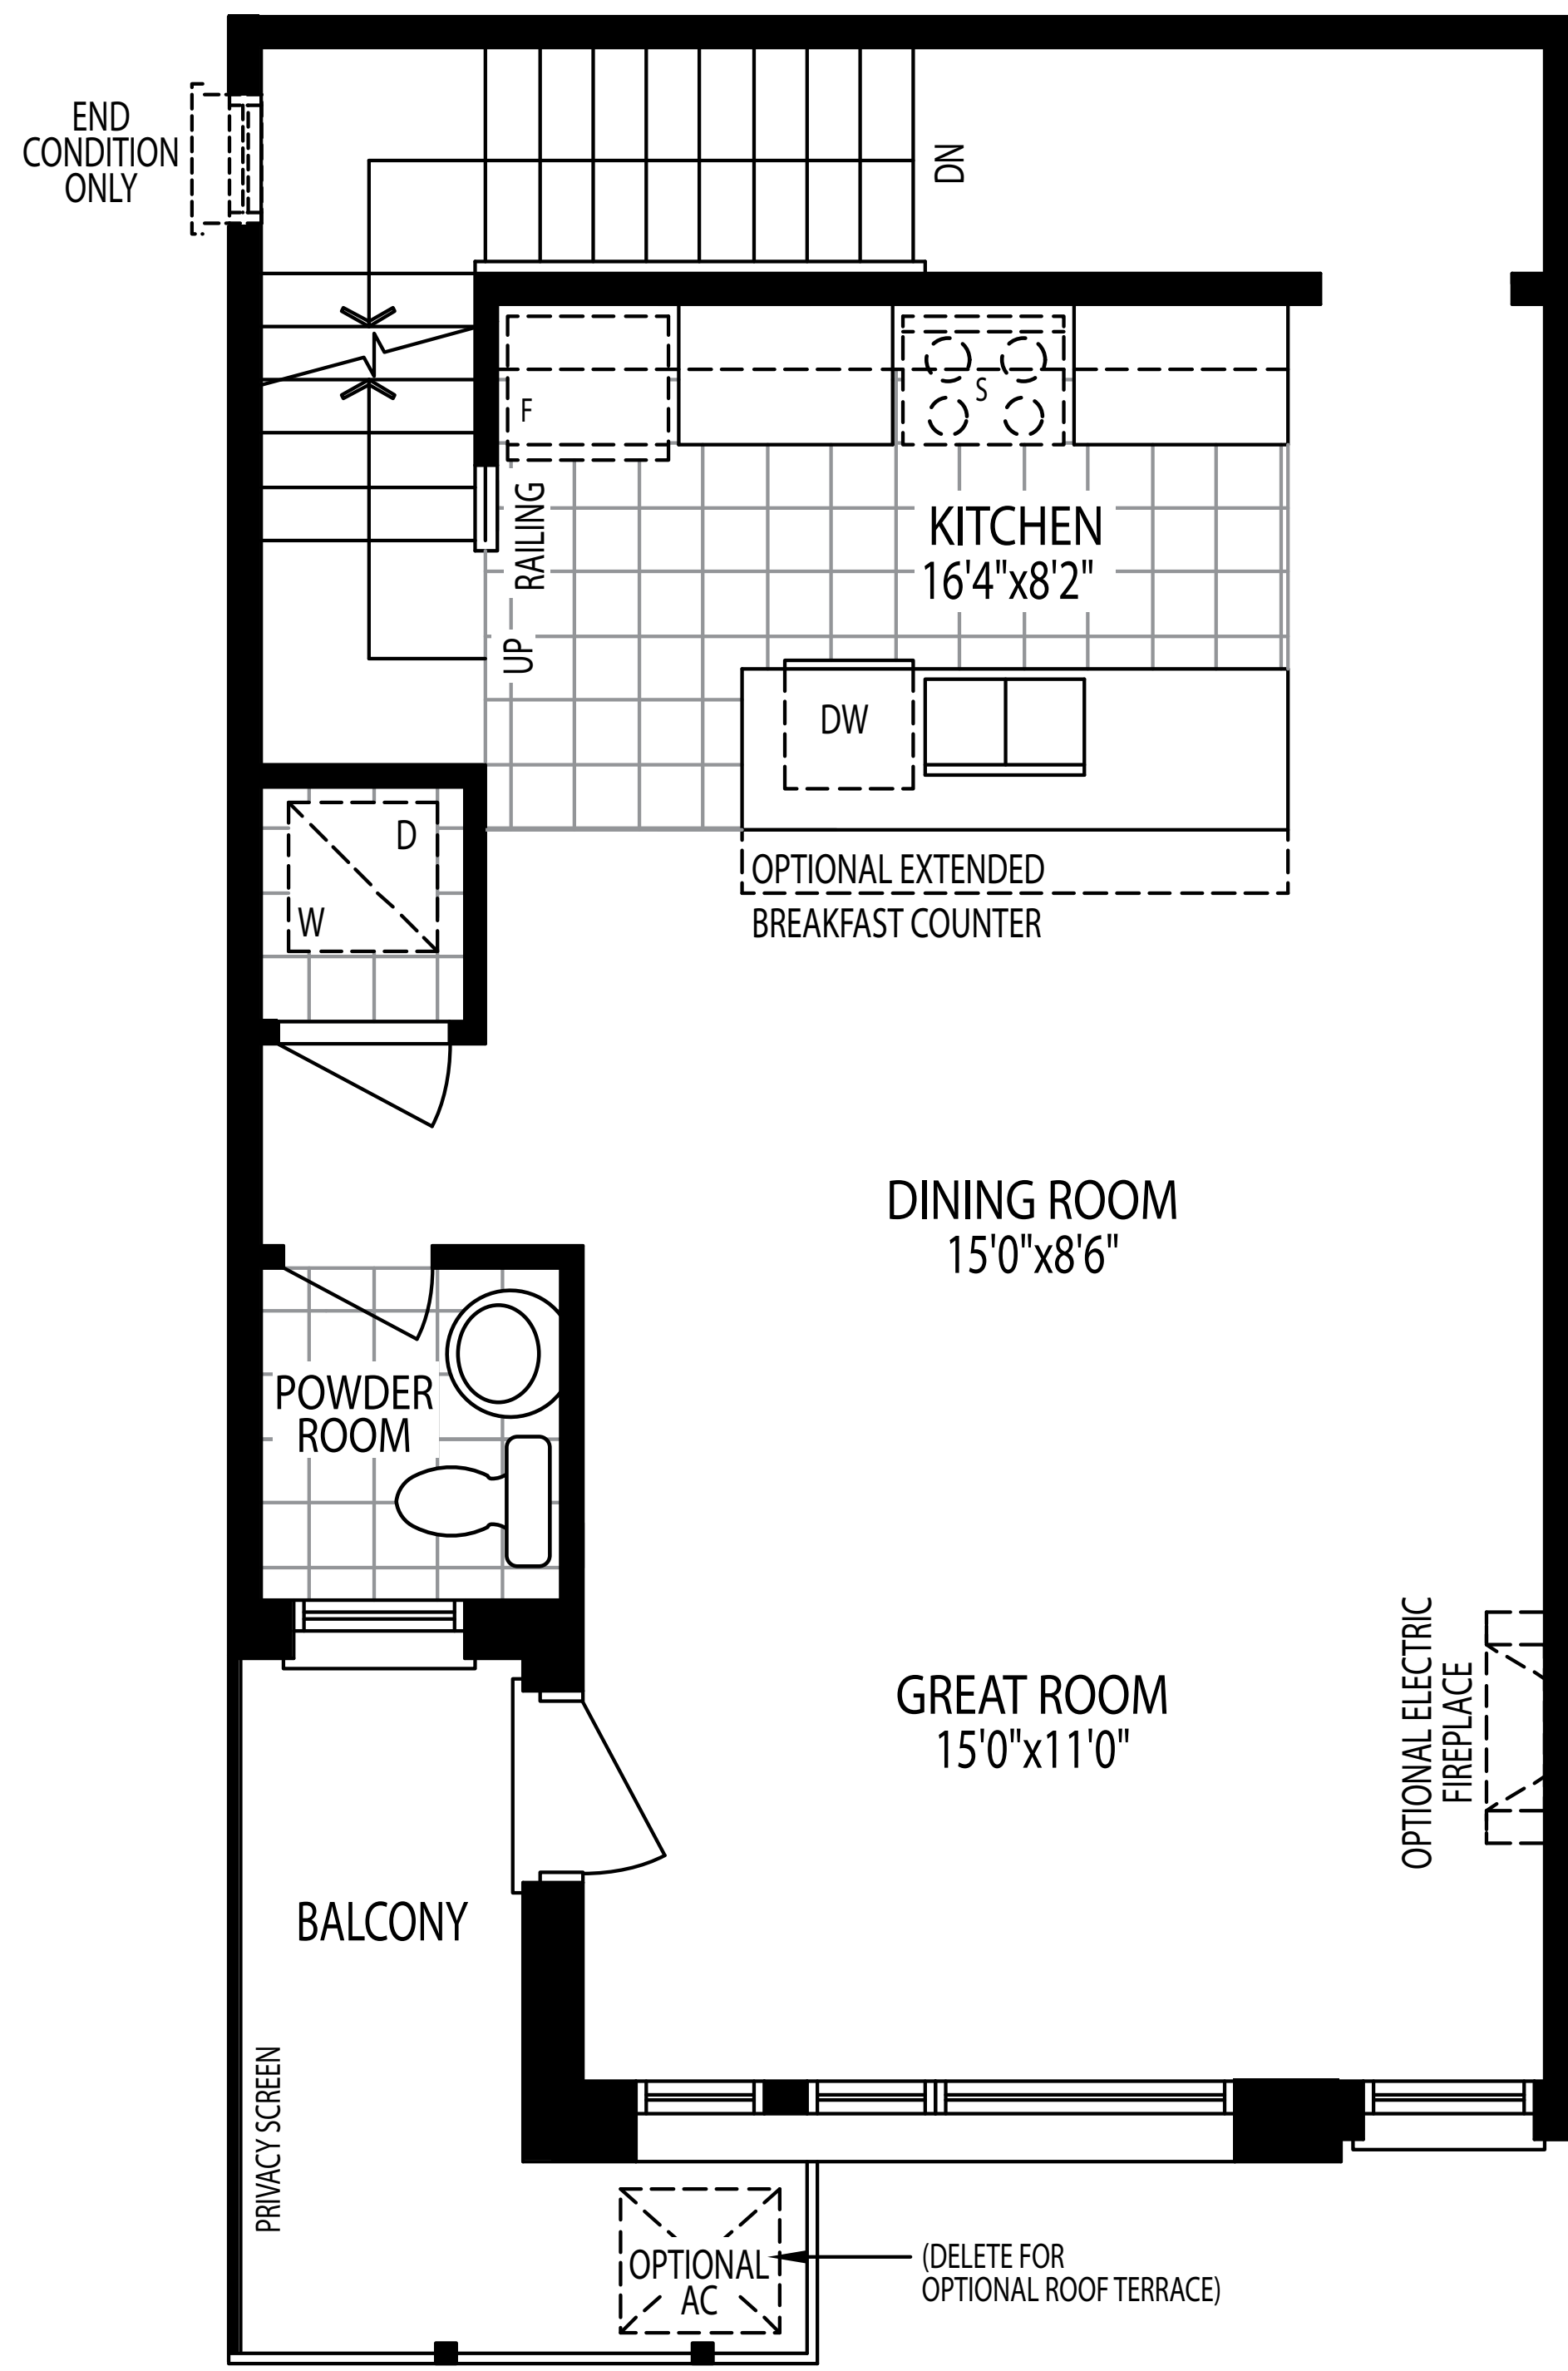 END
CONDITION
ONLY
DN
F
S
RAILING
KITCHEN
16'4"x8'2"
UP
DW
D
W
OPTIONAL EXTENDED
BREAKFAST COUNTER
DINING ROOM
15'0"x8'6"
POWDER
ROOM
OPTIONAL ELECTRIC
FIREPLACE
GREAT ROOM
15'0"x11'0"
BALCONY
PRIVACY SCREEN
OPTIONAL
AC
(DELETE FOR
OPTIONAL ROOF TERRACE)